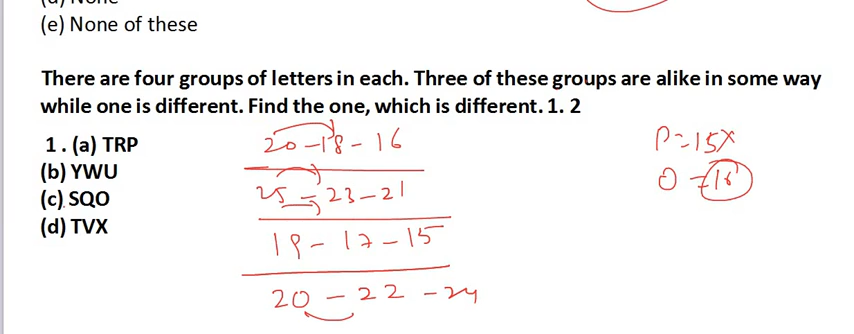 (d) None
(e) None of these
There are four groups of letters in each. Three of these groups are alike in some way
while one is different. Find the one, which is different. 1. 2
1. (a) TRP
20 - 18 - 16
P = 15 X
(b) YWU
25 - 23 - 21
O = 16
(c) SQO
19 - 17 - 15
(d) TVX
20 - 22 - 24